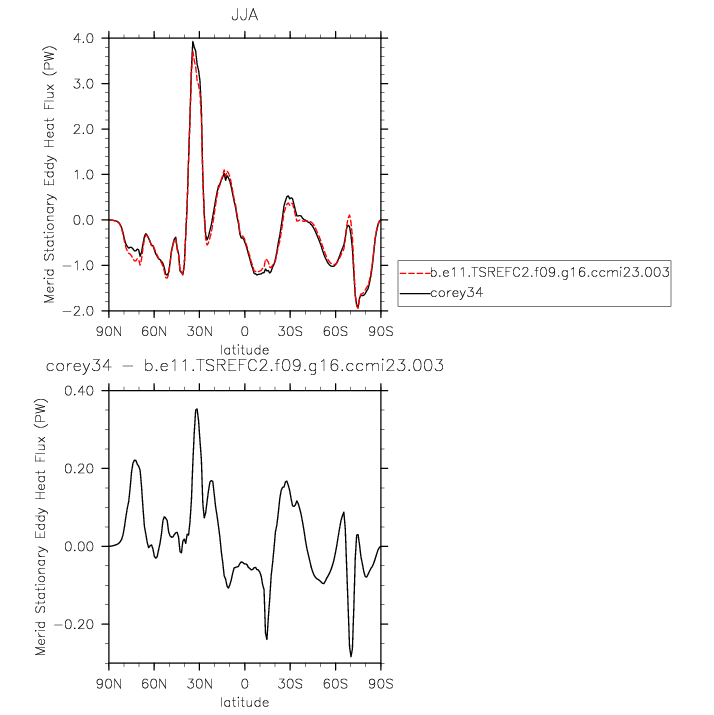 JJA
Merid Stationary Eddy Heat Flux (PW)
4.0
3.0
2.0
1.0
0.0
−1.0
−2.0
90N 60N 30N 0 30S 60S 90S
latitude
b.e11.TSREFC2.f09.g16.ccmi23.003
corey34
corey34 − b.e11.TSREFC2.f09.g16.ccmi23.003
Merid Stationary Eddy Heat Flux (PW)
0.40
0.20
0.00
−0.20
90N 60N 30N 0 30S 60S 90S
latitude